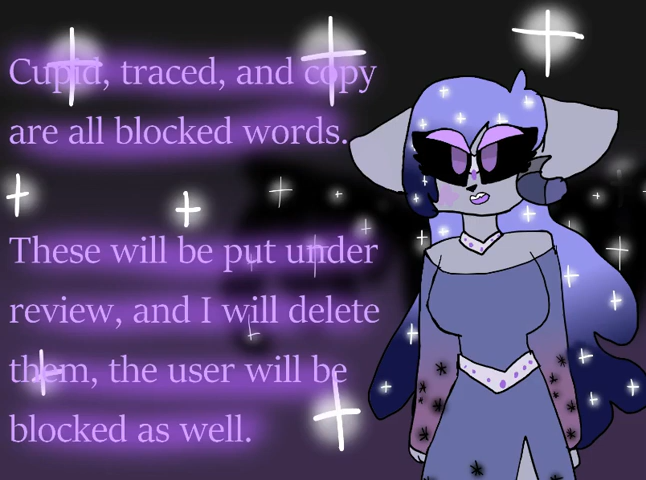 Cupid, traced, and copy
are all blocked words.
These will be put under
review, and I will delete
them, the user will be
blocked as well.